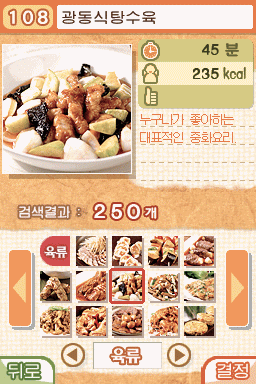 108 광동식탕수육
45 분
235 kcal
누구나가 좋아하는
대표적인 중화요리.
검색결과 : 250개
육류
육류
뒤로
결정